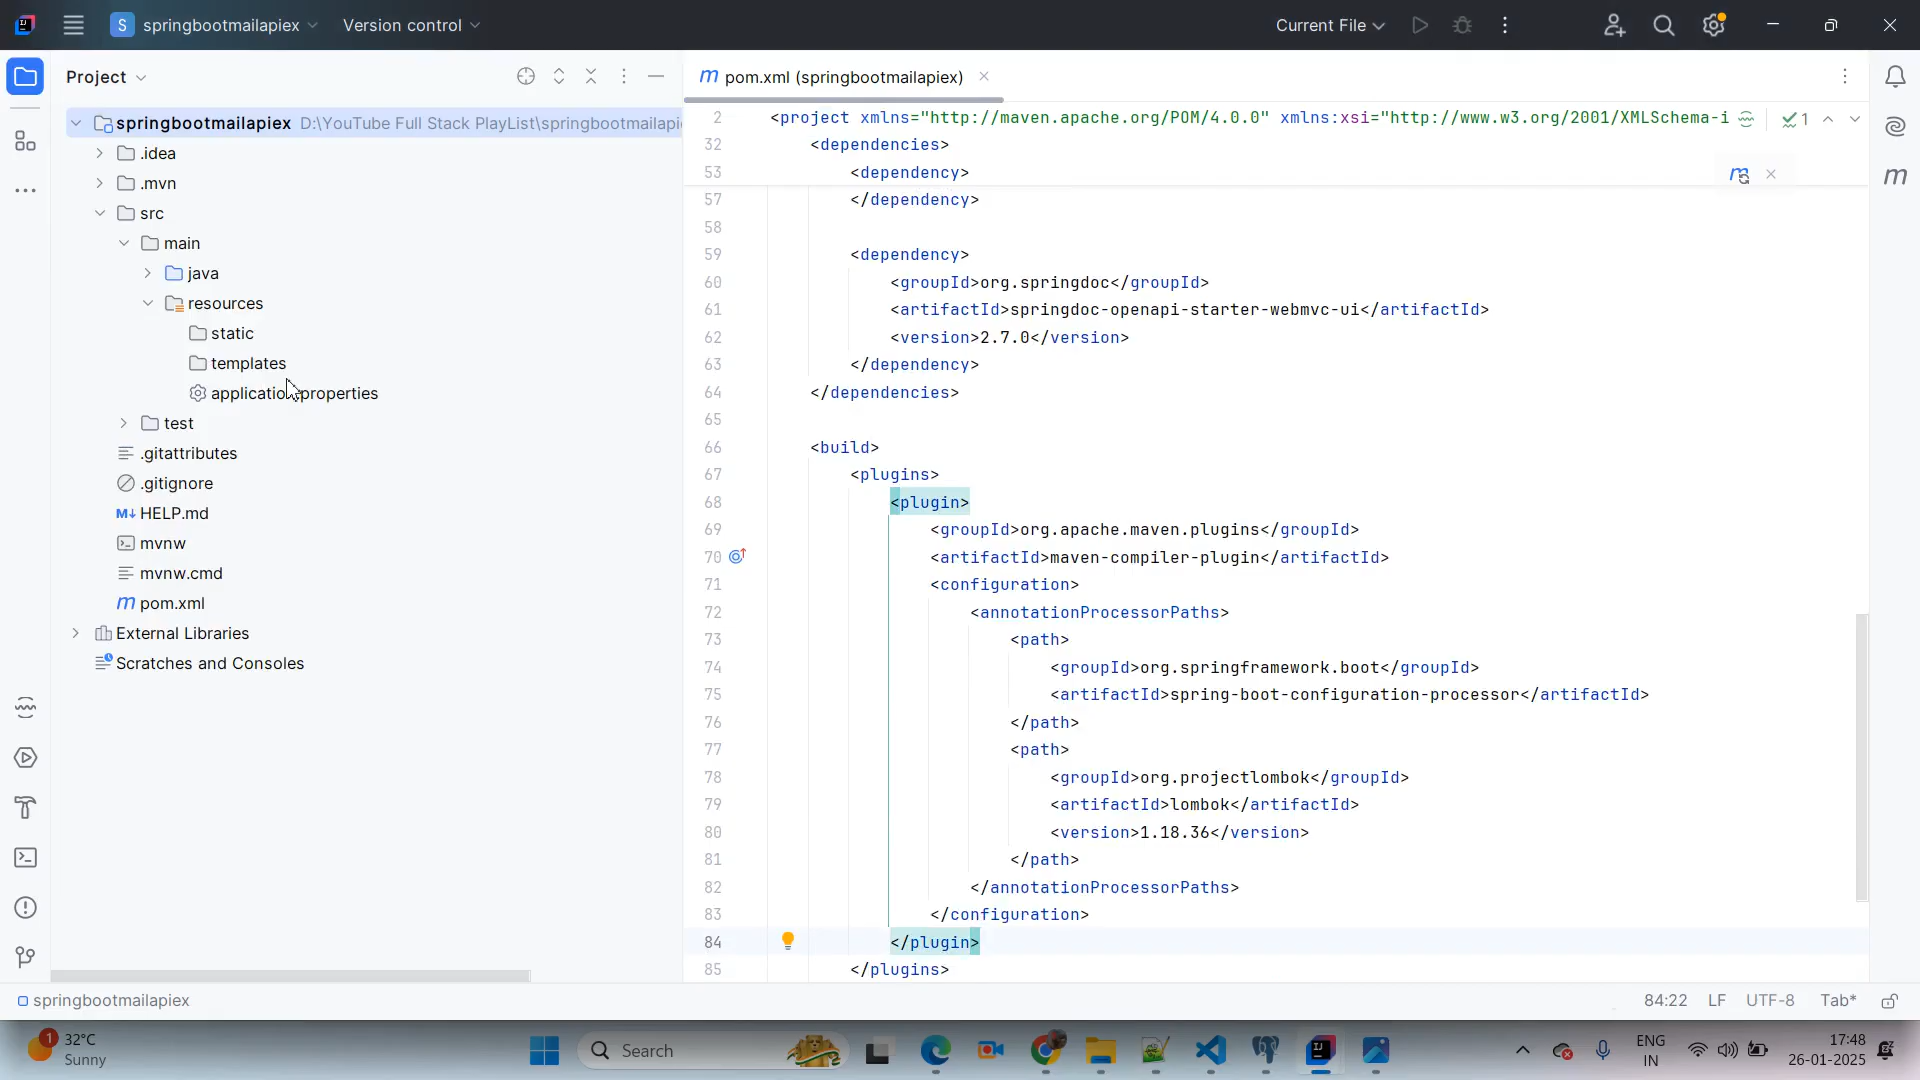 S springbootmailapiex Version control Current File
Project
springbootmailapiex D:\YouTube Full Stack PlayList\springbootmailapi
.idea
.mvn
src
main
java
resources
static
templates
application.properties
test
.gitattributes
.gitignore
M↓ HELP.md
mvnw
mvnw.cmd
m pom.xml
External Libraries
Scratches and Consoles
m pom.xml (springbootmailapiex)
2 <project xmlns="http://maven.apache.org/POM/4.0.0" xmlns:xsi="http://www.w3.org/2001/XMLSchema-i 1
32 <dependencies>
53 <dependency>
57 </dependency>
58
59 <dependency>
60 <groupId>org.springdoc</groupId>
61 <artifactId>springdoc-openapi-starter-webmvc-ui</artifactId>
62 <version>2.7.0</version>
63 </dependency>
64 </dependencies>
65
66 <build>
67 <plugins>
68 <plugin>
69 <groupId>org.apache.maven.plugins</groupId>
70 <artifactId>maven-compiler-plugin</artifactId>
71 <configuration>
72 <annotationProcessorPaths>
73 <path>
74 <groupId>org.springframework.boot</groupId>
75 <artifactId>spring-boot-configuration-processor</artifactId>
76 </path>
77 <path>
78 <groupId>org.projectlombok</groupId>
79 <artifactId>lombok</artifactId>
80 <version>1.18.36</version>
81 </path>
82 </annotationProcessorPaths>
83 </configuration>
84 </plugin>
85 </plugins>
springbootmailapiex 84:22 LF UTF-8 Tab*
1 32°C
Sunny
Search
ENG
IN
17:48
26-01-2025